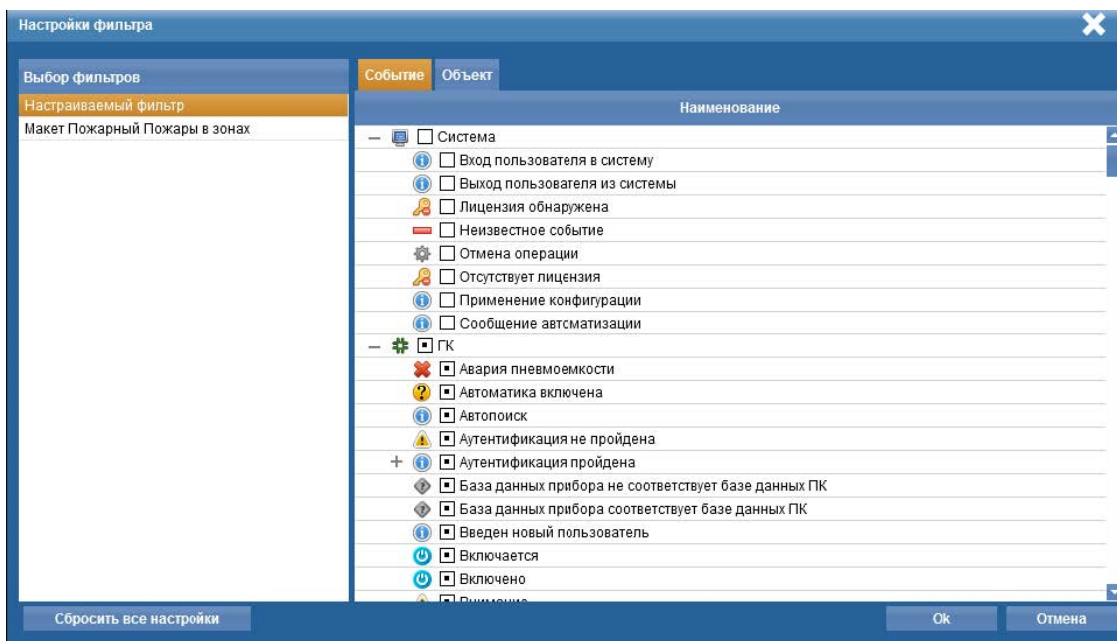 Настройки фильтра
Выбор фильтров
Настраиваемый фильтр
Макет Пожарный Пожары в зонах
Событие Объект
Наименование
Система
Вход пользователя в систему
Выход пользователя из системы
Лицензия обнаружена
Неизвестное событие
Отмена операции
Отсутствует лицензия
Применение конфигурации
Сообщение автоматизации
ГК
Авария пневмоемкости
Автоматика включена
Автопоиск
Аутентификация не пройдена
Аутентификация пройдена
База данных прибора не соответствует базе данных ПК
База данных прибора соответствует базе данных ПК
Введен новый пользователь
Включается
Включено
Сбросить все настройки
Ok Отмена